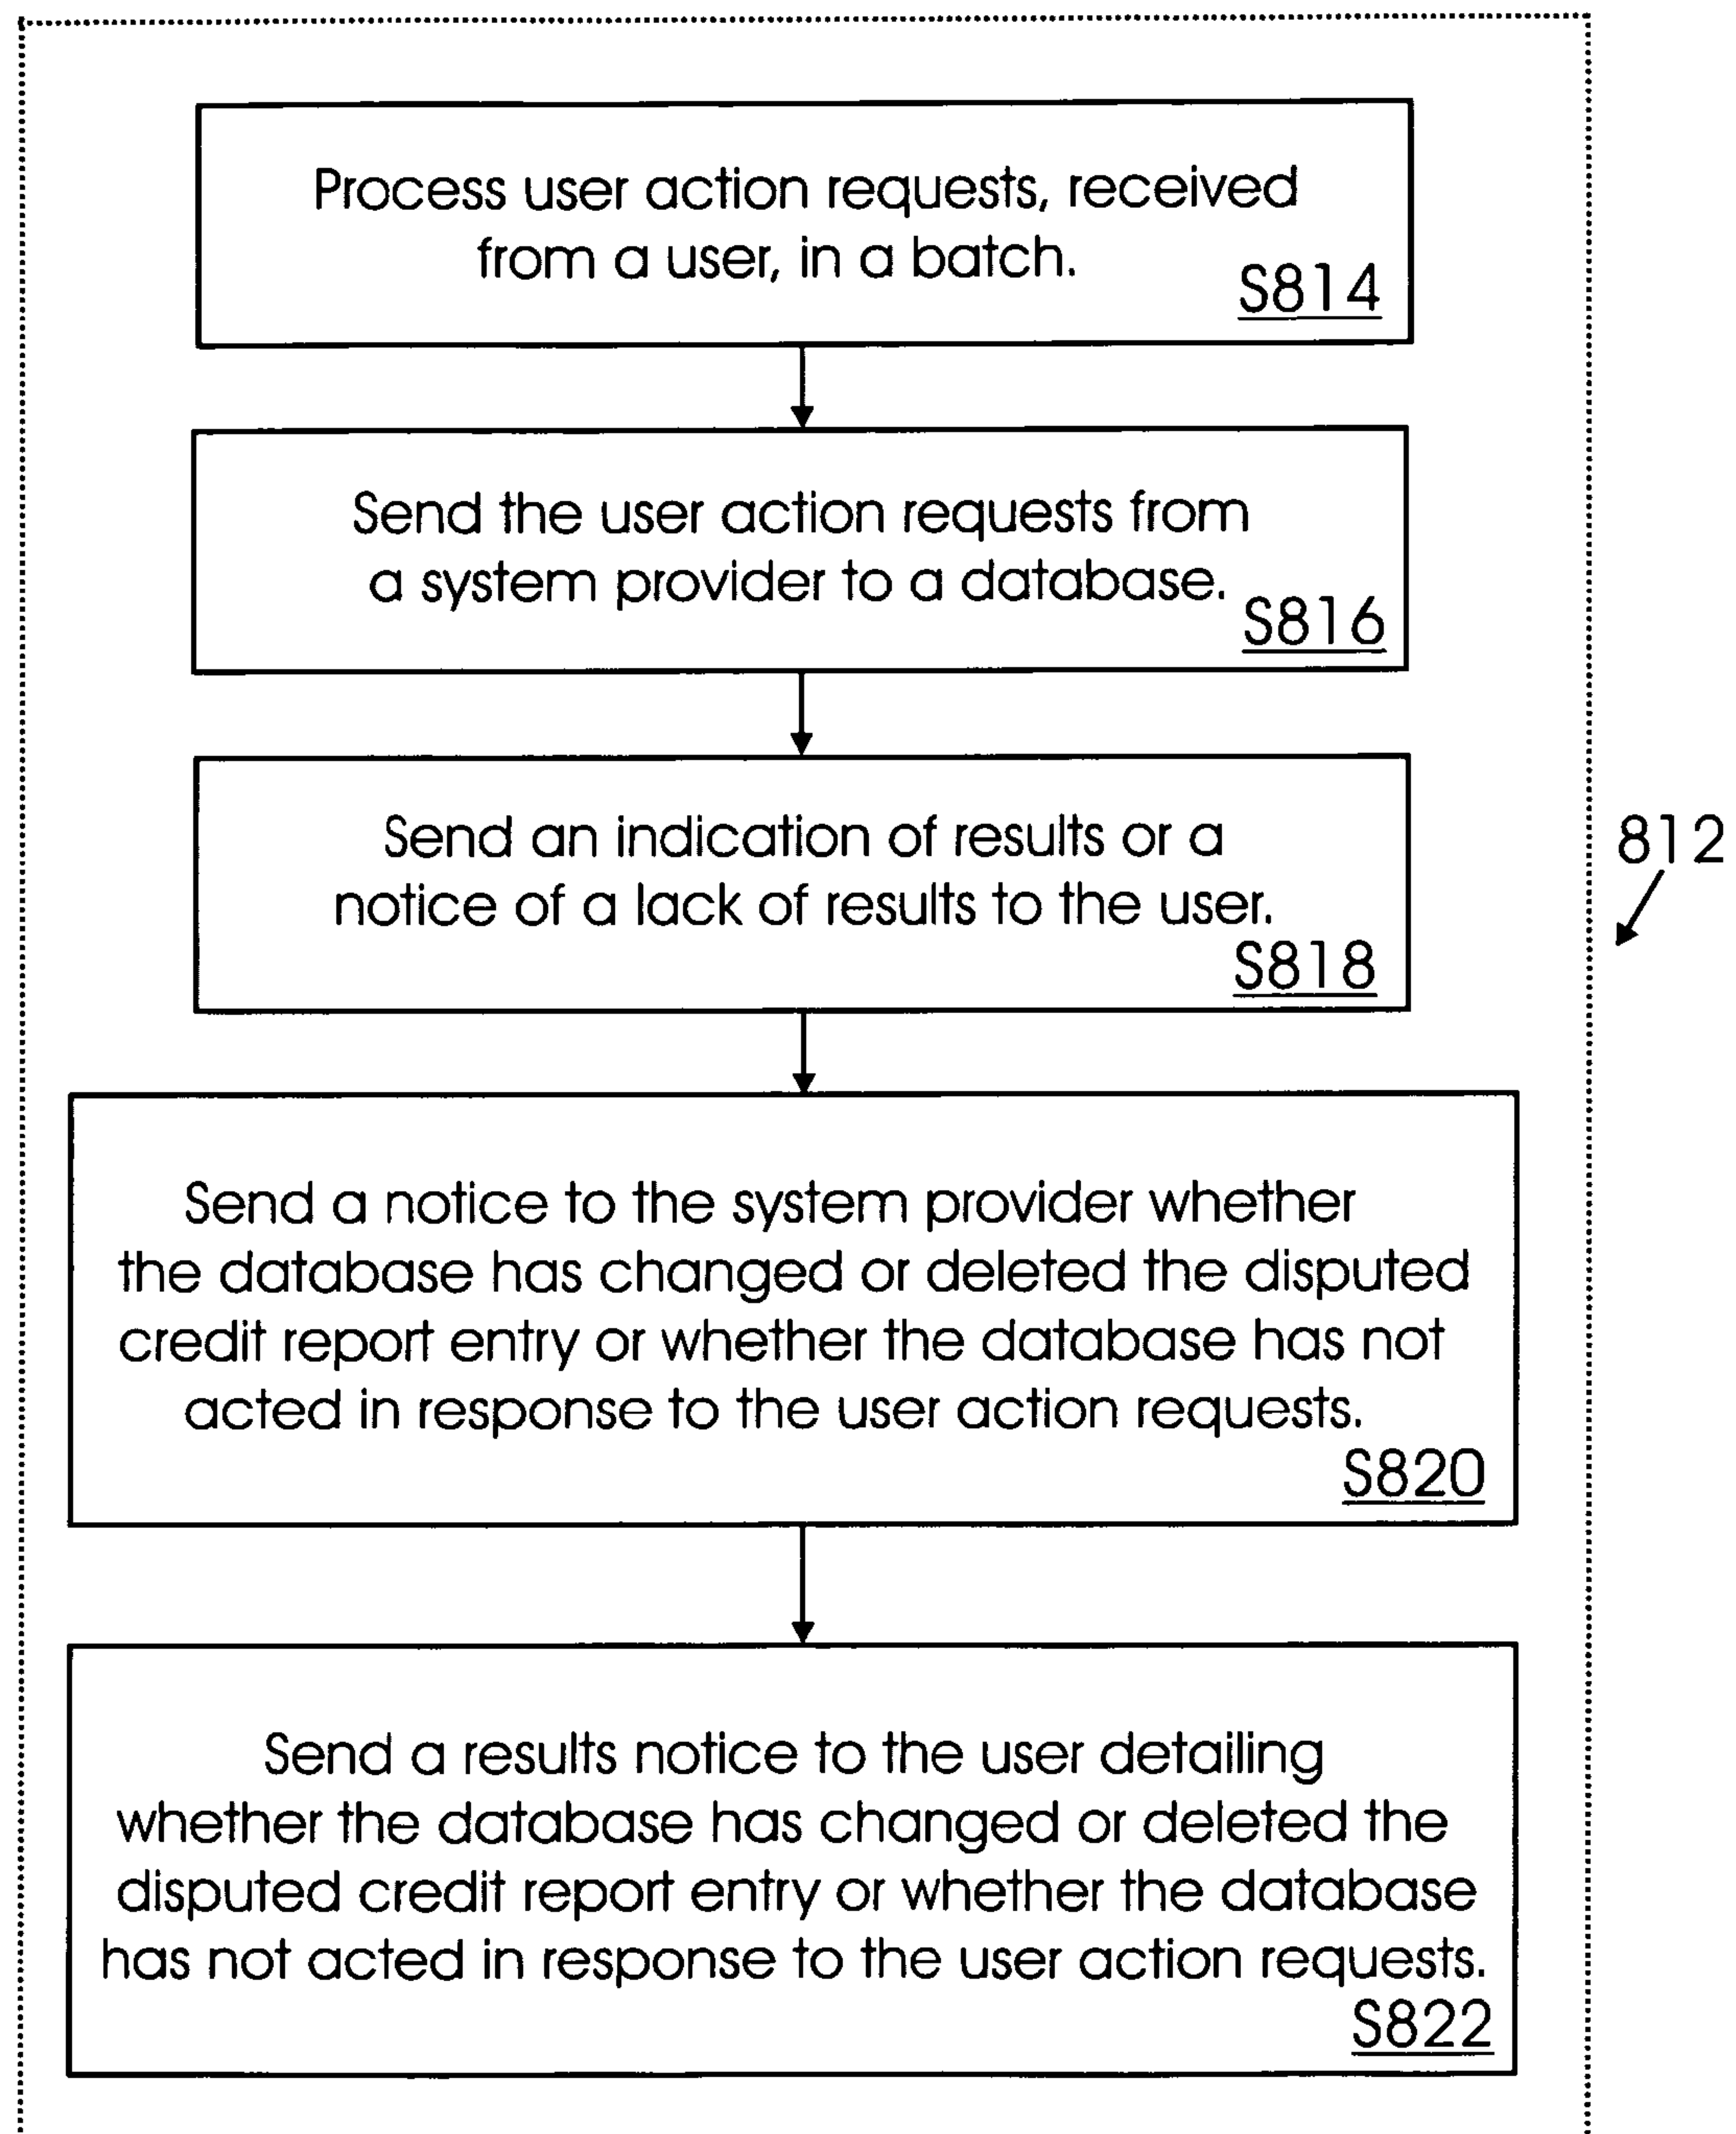 Process user action requests, received
from a user, in a batch.
S814
Send the user action requests from
a system provider to a database.
S816
Send an indication of results or a
notice of a lack of results to the user.
S818
812
Send a notice to the system provider whether
the database has changed or deleted the disputed
credit report entry or whether the database has not
acted in response to the user action requests.
S820
Send a results notice to the user detailing
whether the database has changed or deleted the
disputed credit report entry or whether the database
has not acted in response to the user action requests.
S822